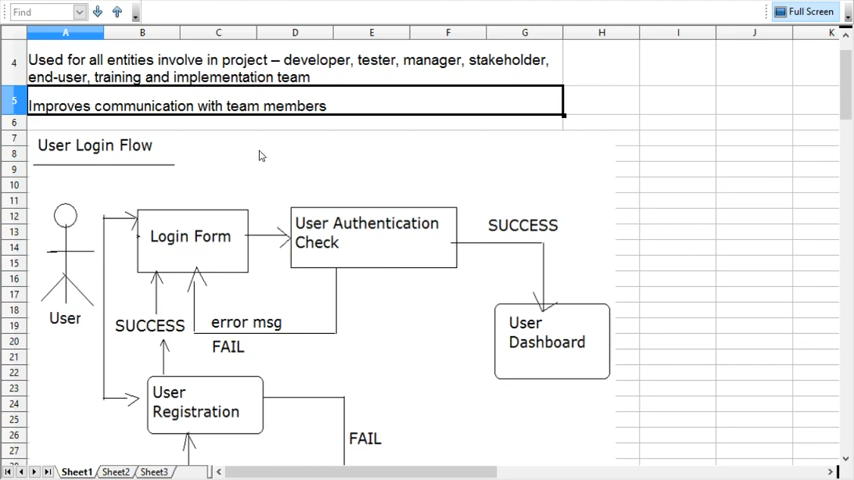 Find
Full Screen
A B C D E F G H I J K
4 Used for all entities involve in project – developer, tester, manager, stakeholder,
end-user, training and implementation team
5 Improves communication with team members
6
7
User Login Flow
8
9
10
11
12
13
14
15
16
17
18
19
20
21
22
23
24
25
26
27
User Authentication
Check
SUCCESS
Login Form
User
SUCCESS
error msg
FAIL
User
Dashboard
User
Registration
FAIL
Sheet1 Sheet2 Sheet3